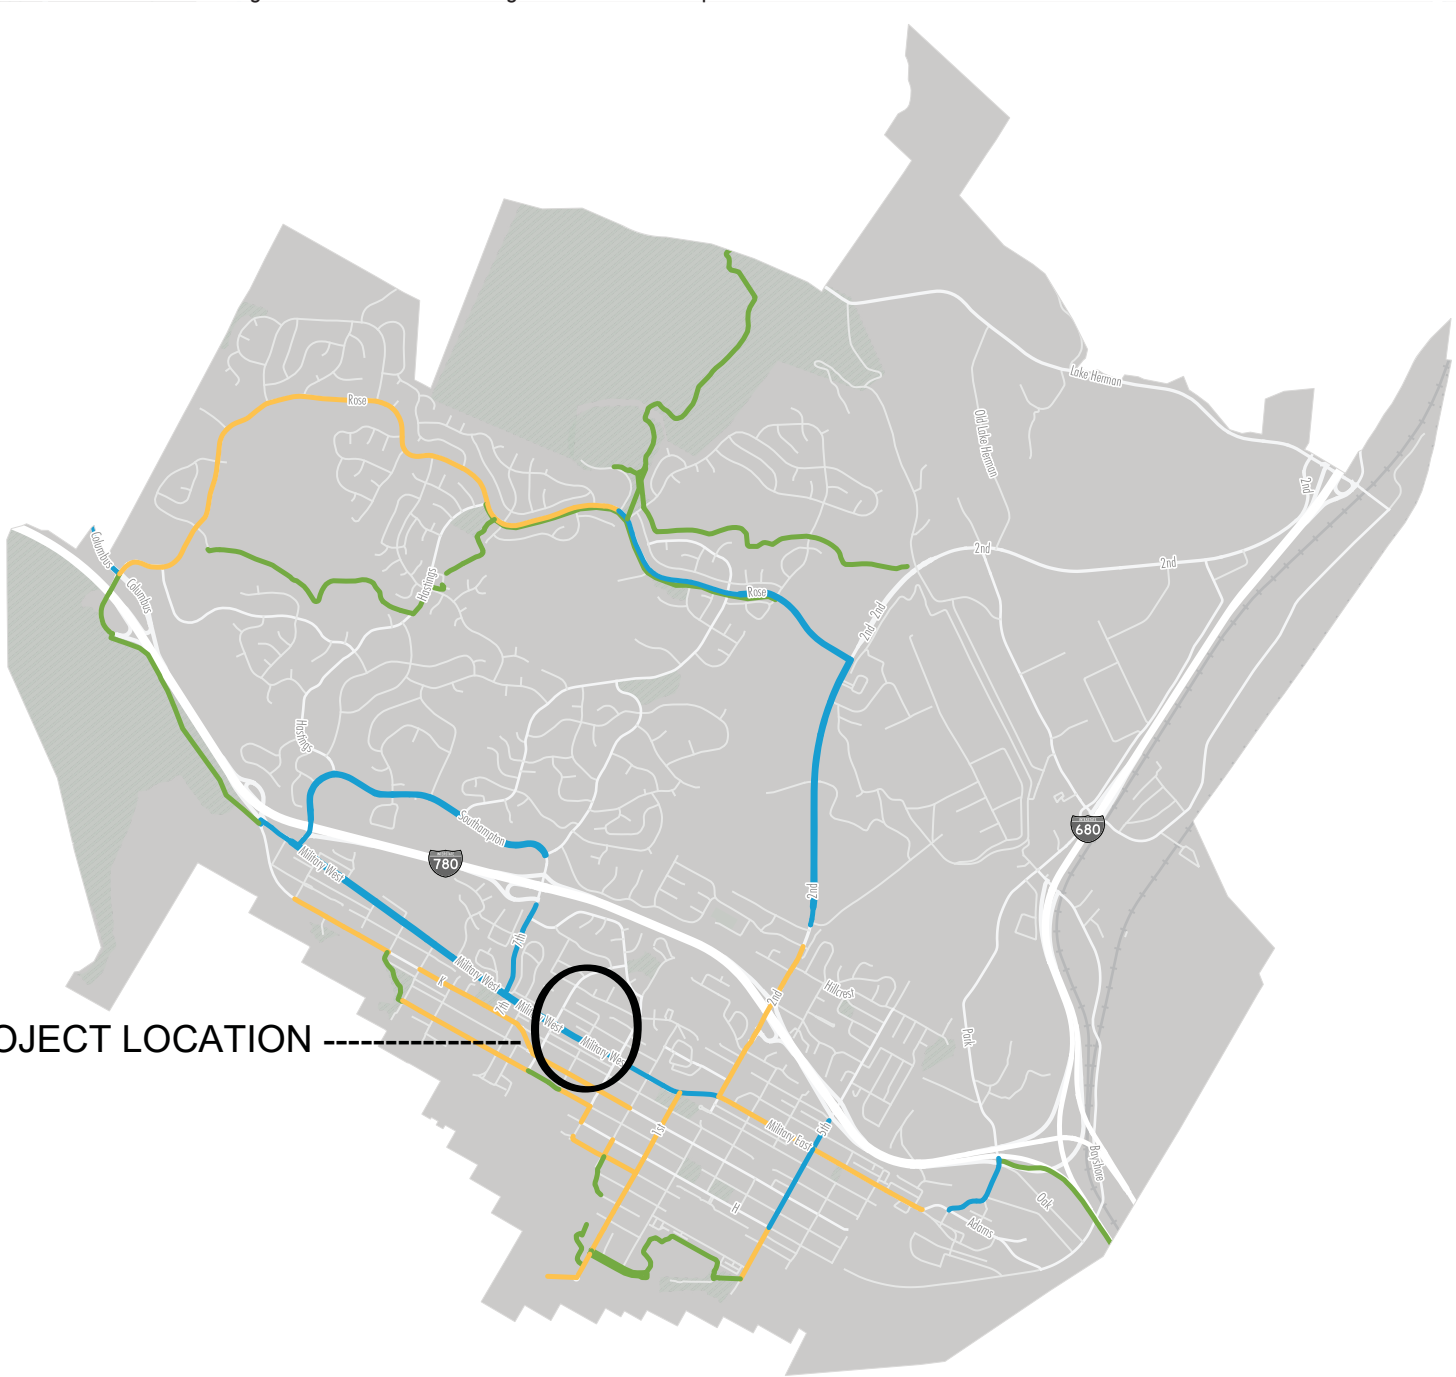 Lake Herman
Rose
Old Lake Herman
2nd
Columbus
2nd
2nd
Columbus
Hastings
Rose
2nd
2nd
Hastings
Southampton
680
Military West
780
2nd
7th
Military West
K
7th
Military West
2nd
Hillcrest
OJECT LOCATION -----------------
Military West
Park
1st
5th
Military East
Bayshore
H
Oak
Adams